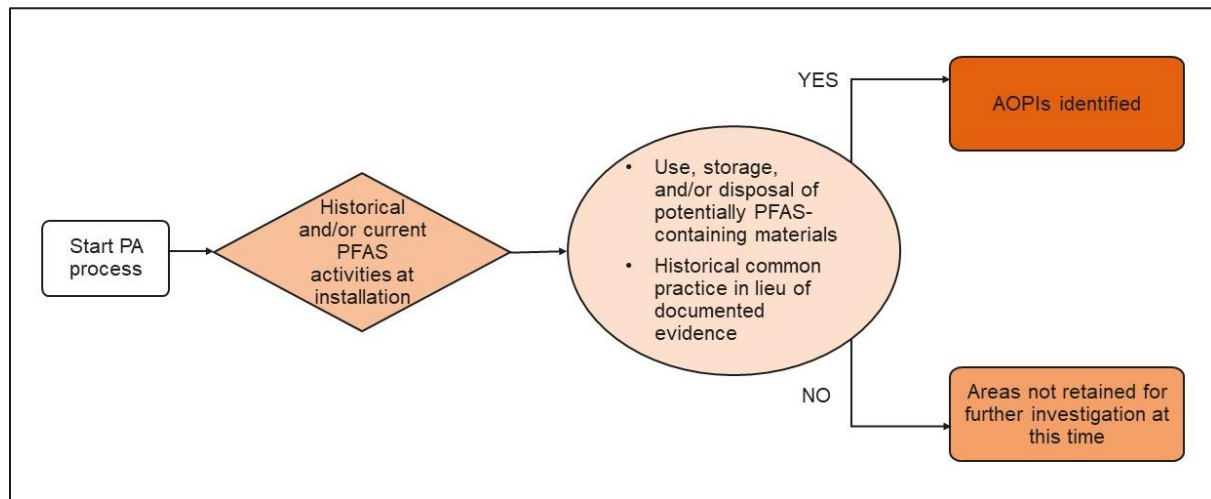 Start PA
process
Historical
and/or current
PFAS
activities at
installation
• Use, storage,
and/or disposal of
potentially PFAS-
containing materials
• Historical common
practice in lieu of
documented
evidence
YES
AOPIs identified
NO
Areas not retained for
further investigation at
this time